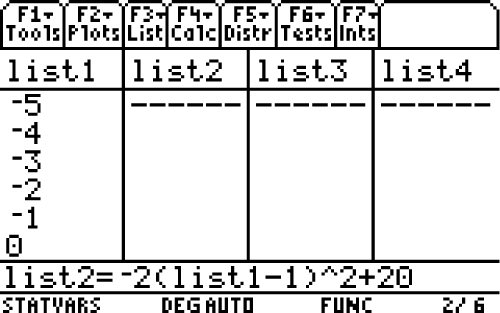 F1▾ F2▾ F3▾ F4▾ F5▾ F6▾ F7▾
Tools Plots List Calc Distr Tests Ints
list1 list2 list3 list4
-5 ------ ------ ------
-4
-3
-2
-1
0
list2=-2(list1-1)^2+20
STATVARS DEG AUTO FUNC 2/6